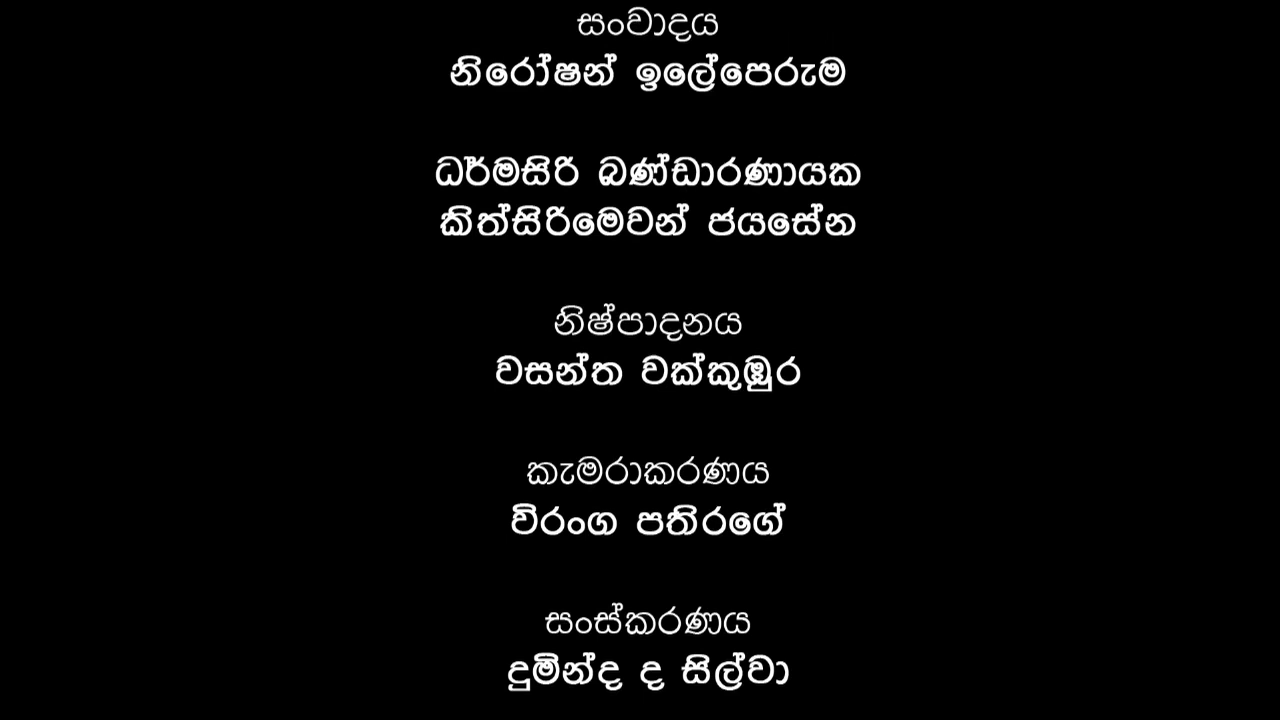 සංවාදය
නිරෝෂන් ඉලේපෙරුම
ධර්මසිරි බණ්ඩාරණායක
කිත්සිරිමෙවන් ජයසේන
නිෂ්පාදනය
වසන්ත වක්කුඹුර
කැමරාකරණය
විරංග පතිරගේ
සංස්කරණය
දුමින්ද ද සිල්වා